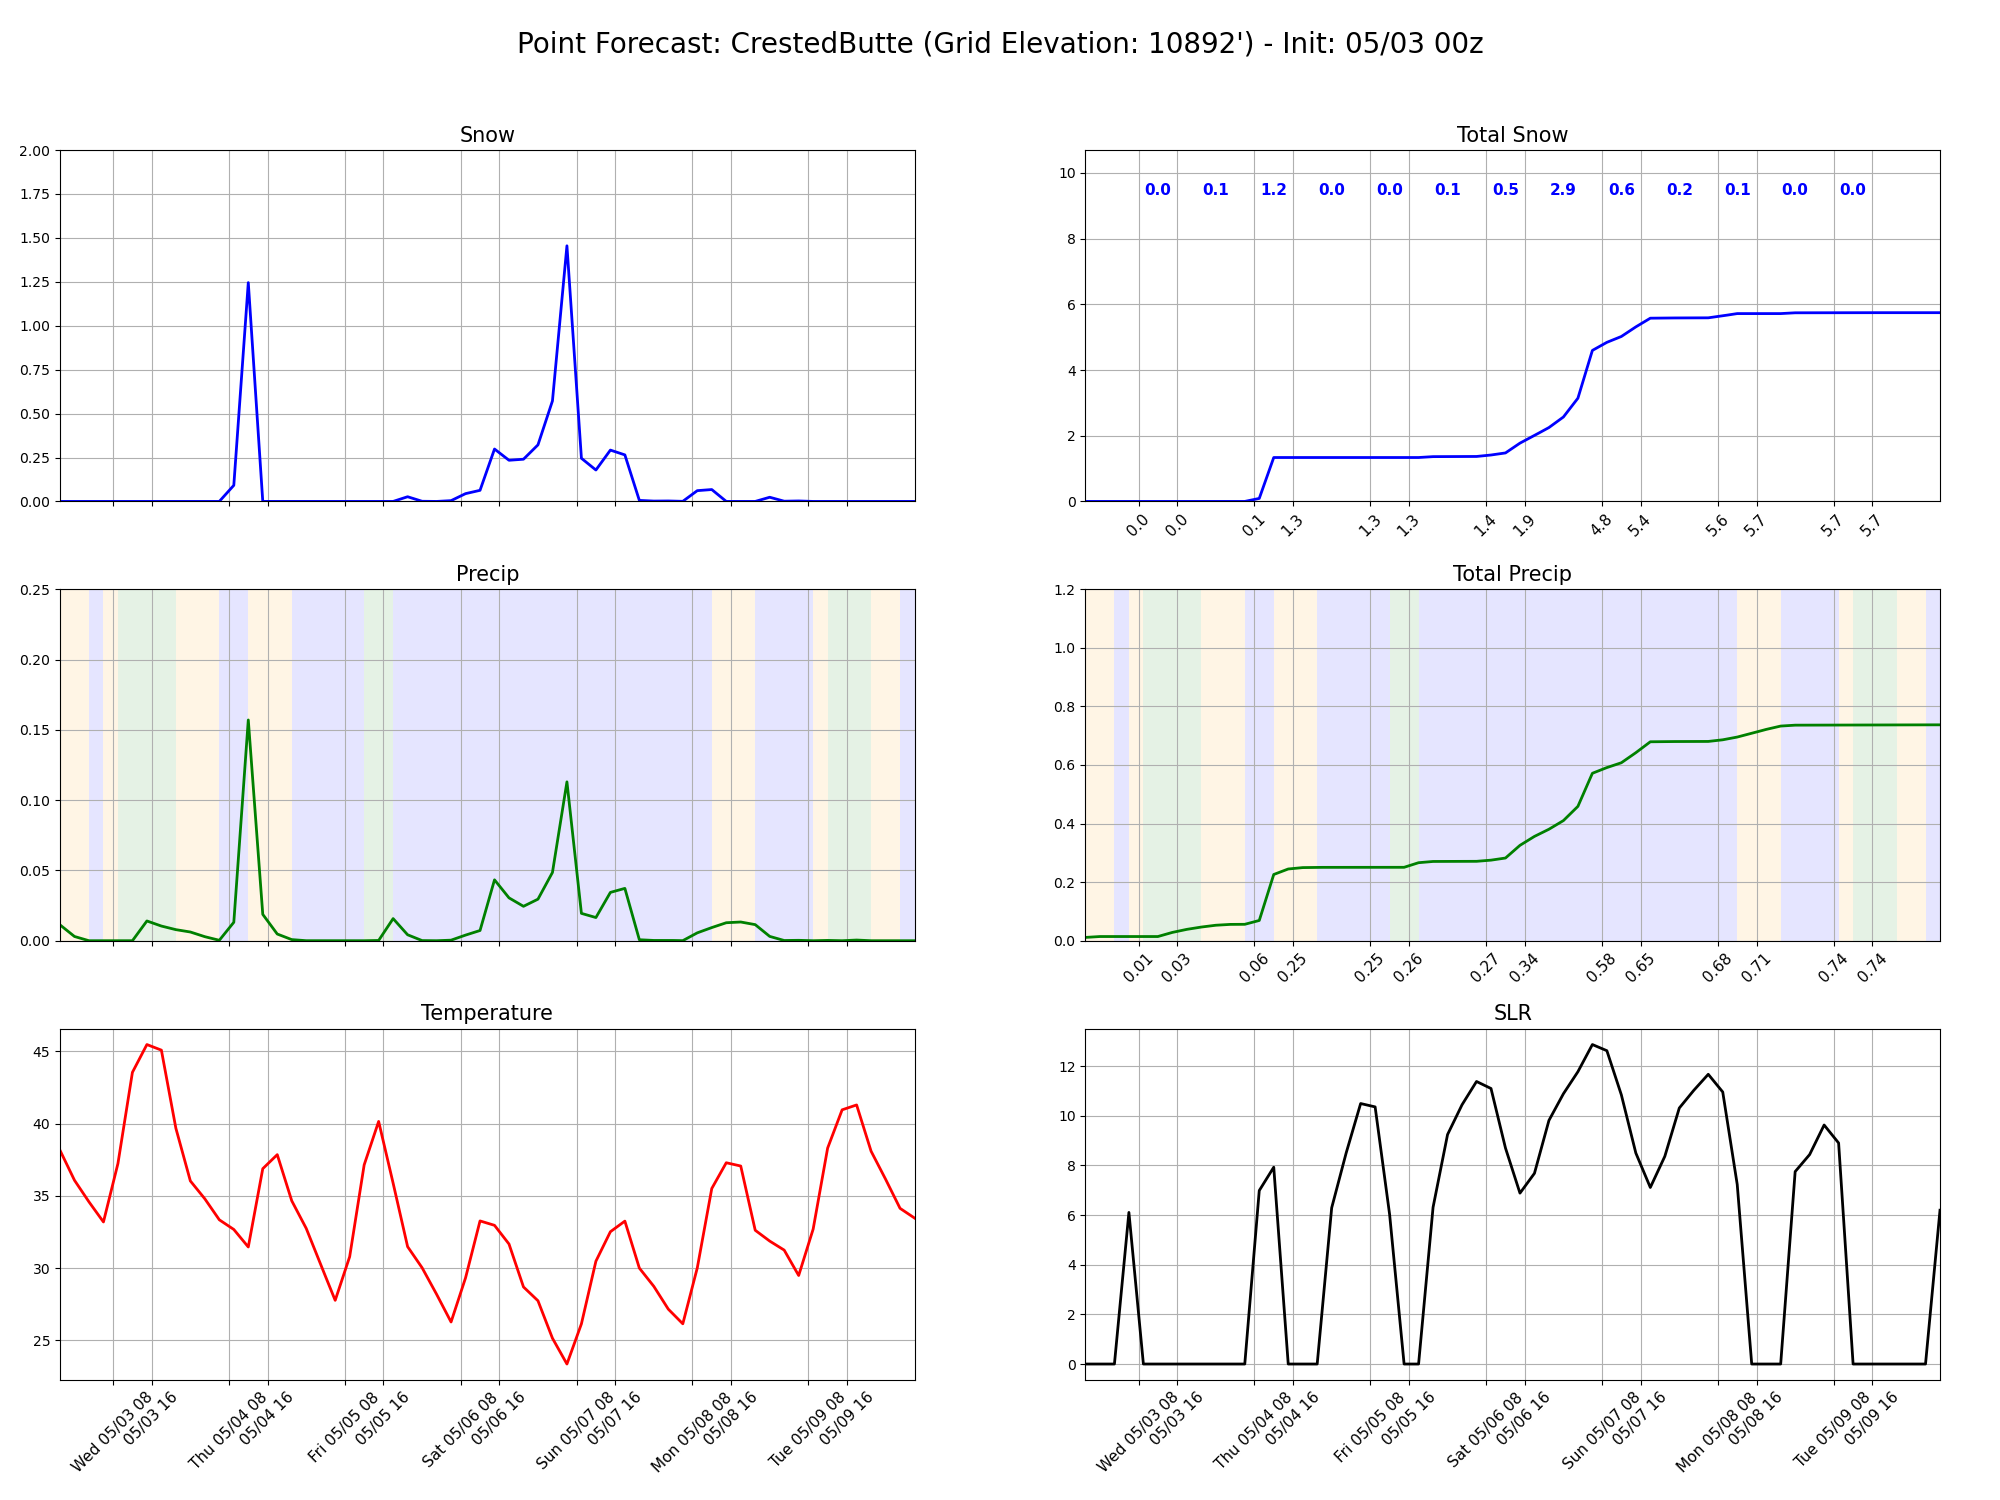 Point Forecast: CrestedButte (Grid Elevation: 10892') - Init: 05/03 00z
Snow
2.00
1.75
1.50
1.25
1.00
0.75
0.50
0.25
0.00
Total Snow
10
8
6
4
2
0
0.0 0.1 1.2 0.0 0.0 0.1 0.5 2.9 0.6 0.2 0.1 0.0 0.0
0.0 0.0 0.1 1.3 1.3 1.3 1.4 1.9 4.8 5.4 5.6 5.7 5.7 5.7
Precip
0.25
0.20
0.15
0.10
0.05
0.00
Total Precip
1.2
1.0
0.8
0.6
0.4
0.2
0.0
0.01 0.03 0.06 0.25 0.25 0.26 0.27 0.34 0.58 0.65 0.68 0.71 0.74 0.74
Temperature
45
40
35
30
25
Wed 05/03 08
05/03 16
Thu 05/04 08
05/04 16
Fri 05/05 08
05/05 16
Sat 05/06 08
05/06 16
Sun 05/07 08
05/07 16
Mon 05/08 08
05/08 16
Tue 05/09 08
05/09 16
SLR
12
10
8
6
4
2
0
Wed 05/03 08
05/03 16
Thu 05/04 08
05/04 16
Fri 05/05 08
05/05 16
Sat 05/06 08
05/06 16
Sun 05/07 08
05/07 16
Mon 05/08 08
05/08 16
Tue 05/09 08
05/09 16